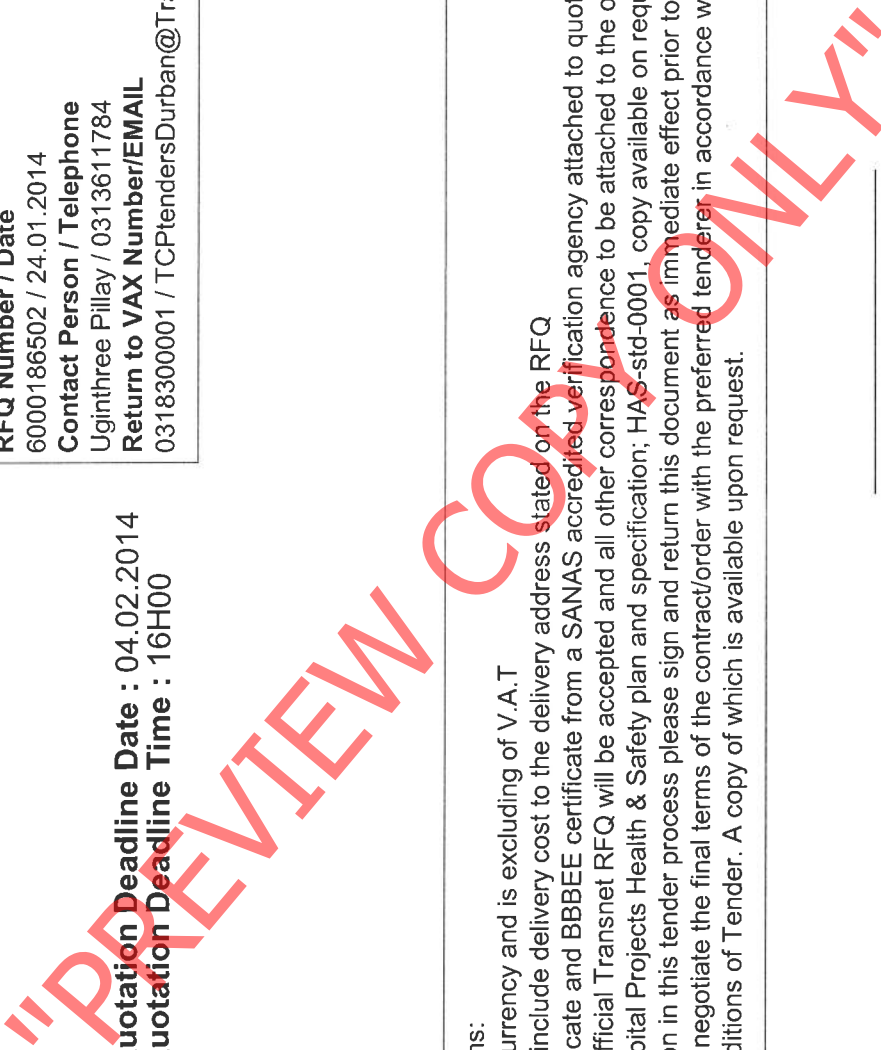 RFQ Number / Date
6000186502 / 24.01.2014
Contact Person / Telephone
Uginthree Pillay / 0313611784
Return to VAX Number/EMAIL
0318300001 / TCPtendersDurban@Tra
uotation Deadline Date : 04.02.2014
uotation Deadline Time : 16H00
ns:
urrency and is excluding of V.A.T
include delivery cost to the delivery address stated on the RFQ
cate and BBBEE certificate from a SANAS accredited verification agency attached to quot
fficial Transnet RFQ will be accepted and all other correspondence to be attached to the o
pital Projects Health & Safety plan and specification; HAS-std-0001, copy available on requ
on in this tender process please sign and return this document as immediate effect prior to
negotiate the final terms of the contract/order with the preferred tenderer in accordance w
ditions of Tender. A copy of which is available upon request.
"PREVIEW COPY ONLY"